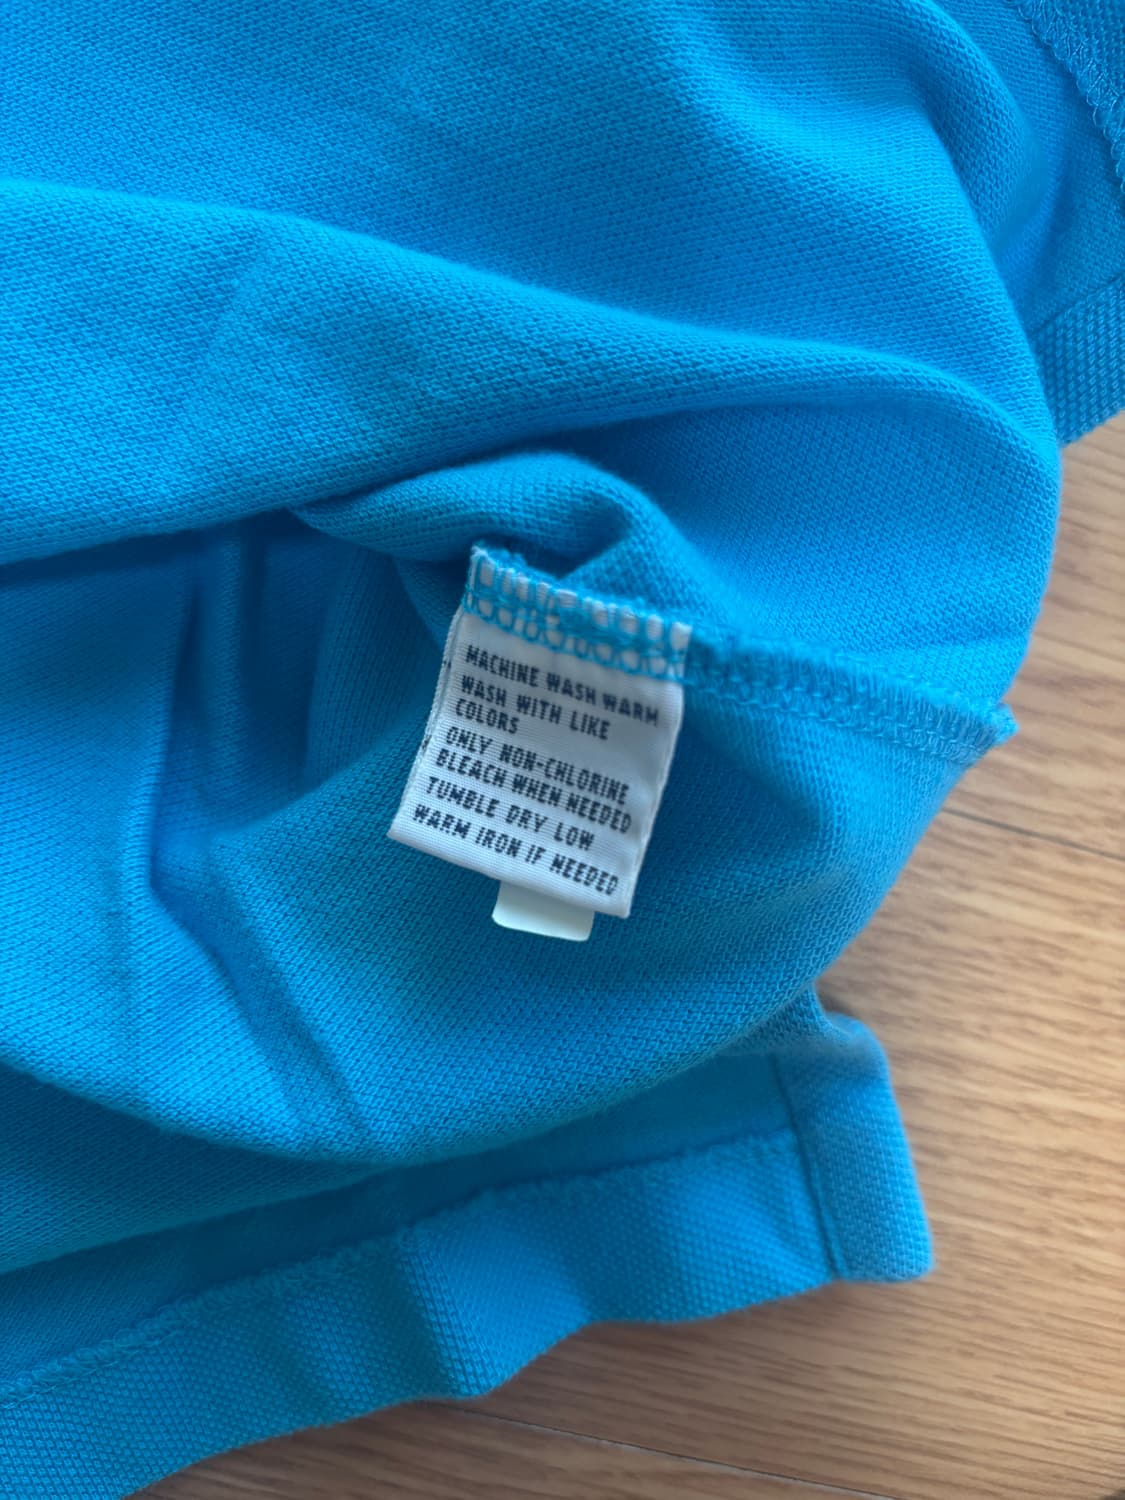 MACHINE WASH WARM
WASH WITH LIKE
COLORS
ONLY NON-CHLORINE
BLEACH WHEN NEEDED
TUMBLE DRY LOW
WARM IRON IF NEEDED